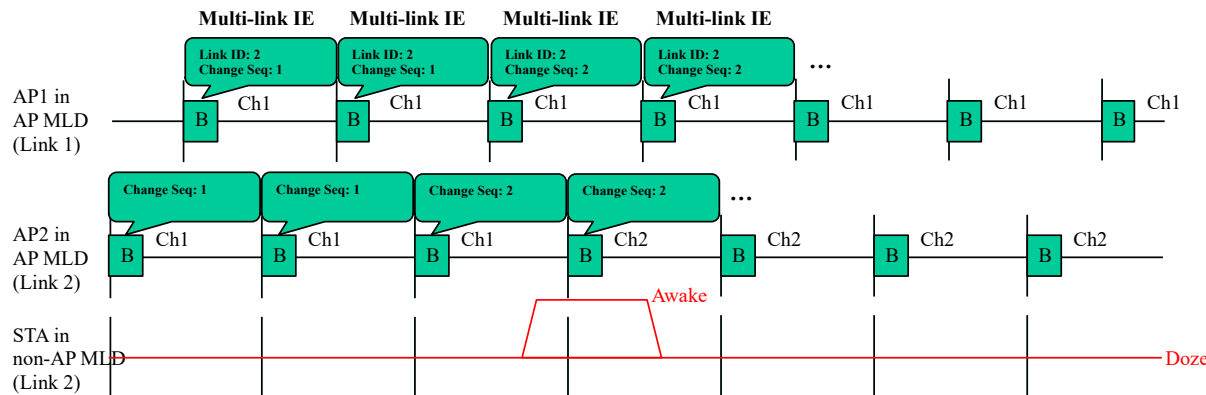 Multi-link IE Multi-link IE Multi-link IE Multi-link IE
Link ID: 2
Change Seq: 1
Link ID: 2
Change Seq: 1
Link ID: 2
Change Seq: 2
Link ID: 2
Change Seq: 2
...
AP1 in
AP MLD
(Link 1)
B Ch1 B Ch1 B Ch1 B Ch1 B Ch1 B Ch1 B Ch1
Change Seq: 1 Change Seq: 1 Change Seq: 2 Change Seq: 2 ...
AP2 in
AP MLD
(Link 2)
B Ch1 B Ch1 B Ch1 B Ch2 B Ch2 B Ch2 B Ch2
Awake
STA in
non-AP MLD
(Link 2)
Doze